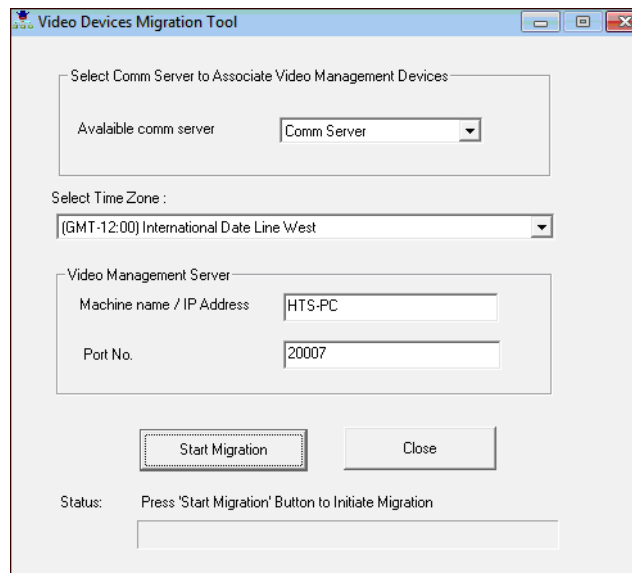 Video Devices Migration Tool
Select Comm Server to Associate Video Management Devices
Avalaible comm server
Comm Server
Select Time Zone :
(GMT-12:00) International Date Line West
Video Management Server
Machine name / IP Address
HTS-PC
Port No.
20007
Start Migration
Close
Status:
Press 'Start Migration' Button to Initiate Migration